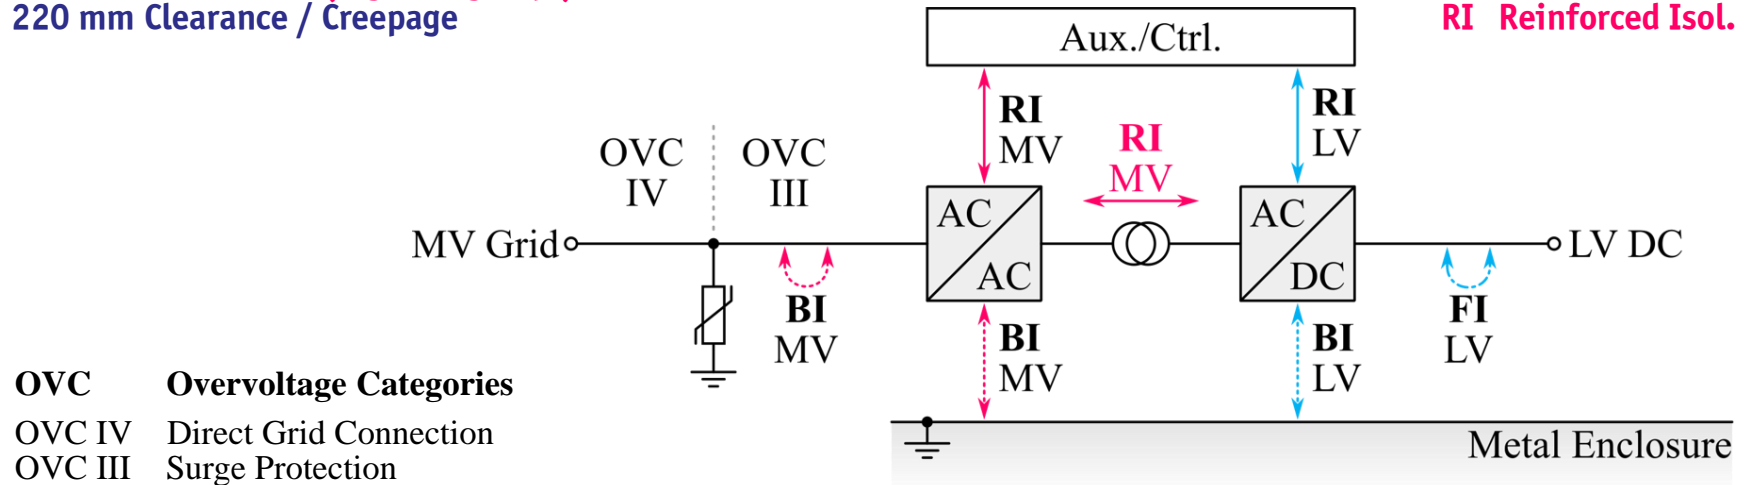 220 mm Clearance / Creepage
RI Reinforced Isol.
Aux./Ctrl.
RI
MV
RI
LV
RI
MV
OVC
IV
OVC
III
MV Grid
AC
AC
AC
DC
LV DC
BI
MV
BI
MV
BI
LV
FI
LV
Metal Enclosure
OVC Overvoltage Categories
OVC IV Direct Grid Connection
OVC III Surge Protection